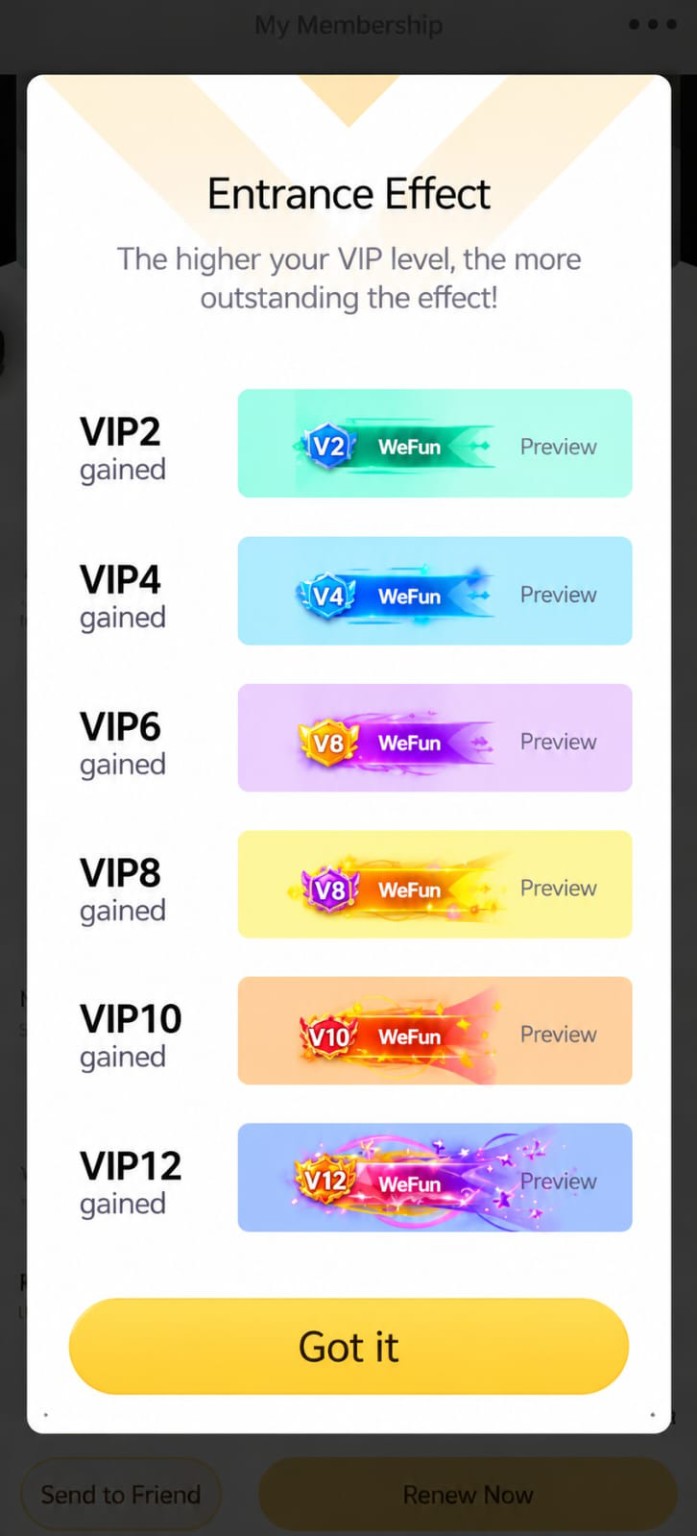 My Membership
Entrance Effect
The higher your VIP level, the more
outstanding the effect!
VIP2
gained
V2 WeFun Preview
VIP4
gained
V4 WeFun Preview
VIP6
gained
V8 WeFun Preview
VIP8
gained
V8 WeFun Preview
VIP10
gained
V10 WeFun Preview
VIP12
gained
V12 WeFun Preview
Got it
Send to Friend
Renew Now